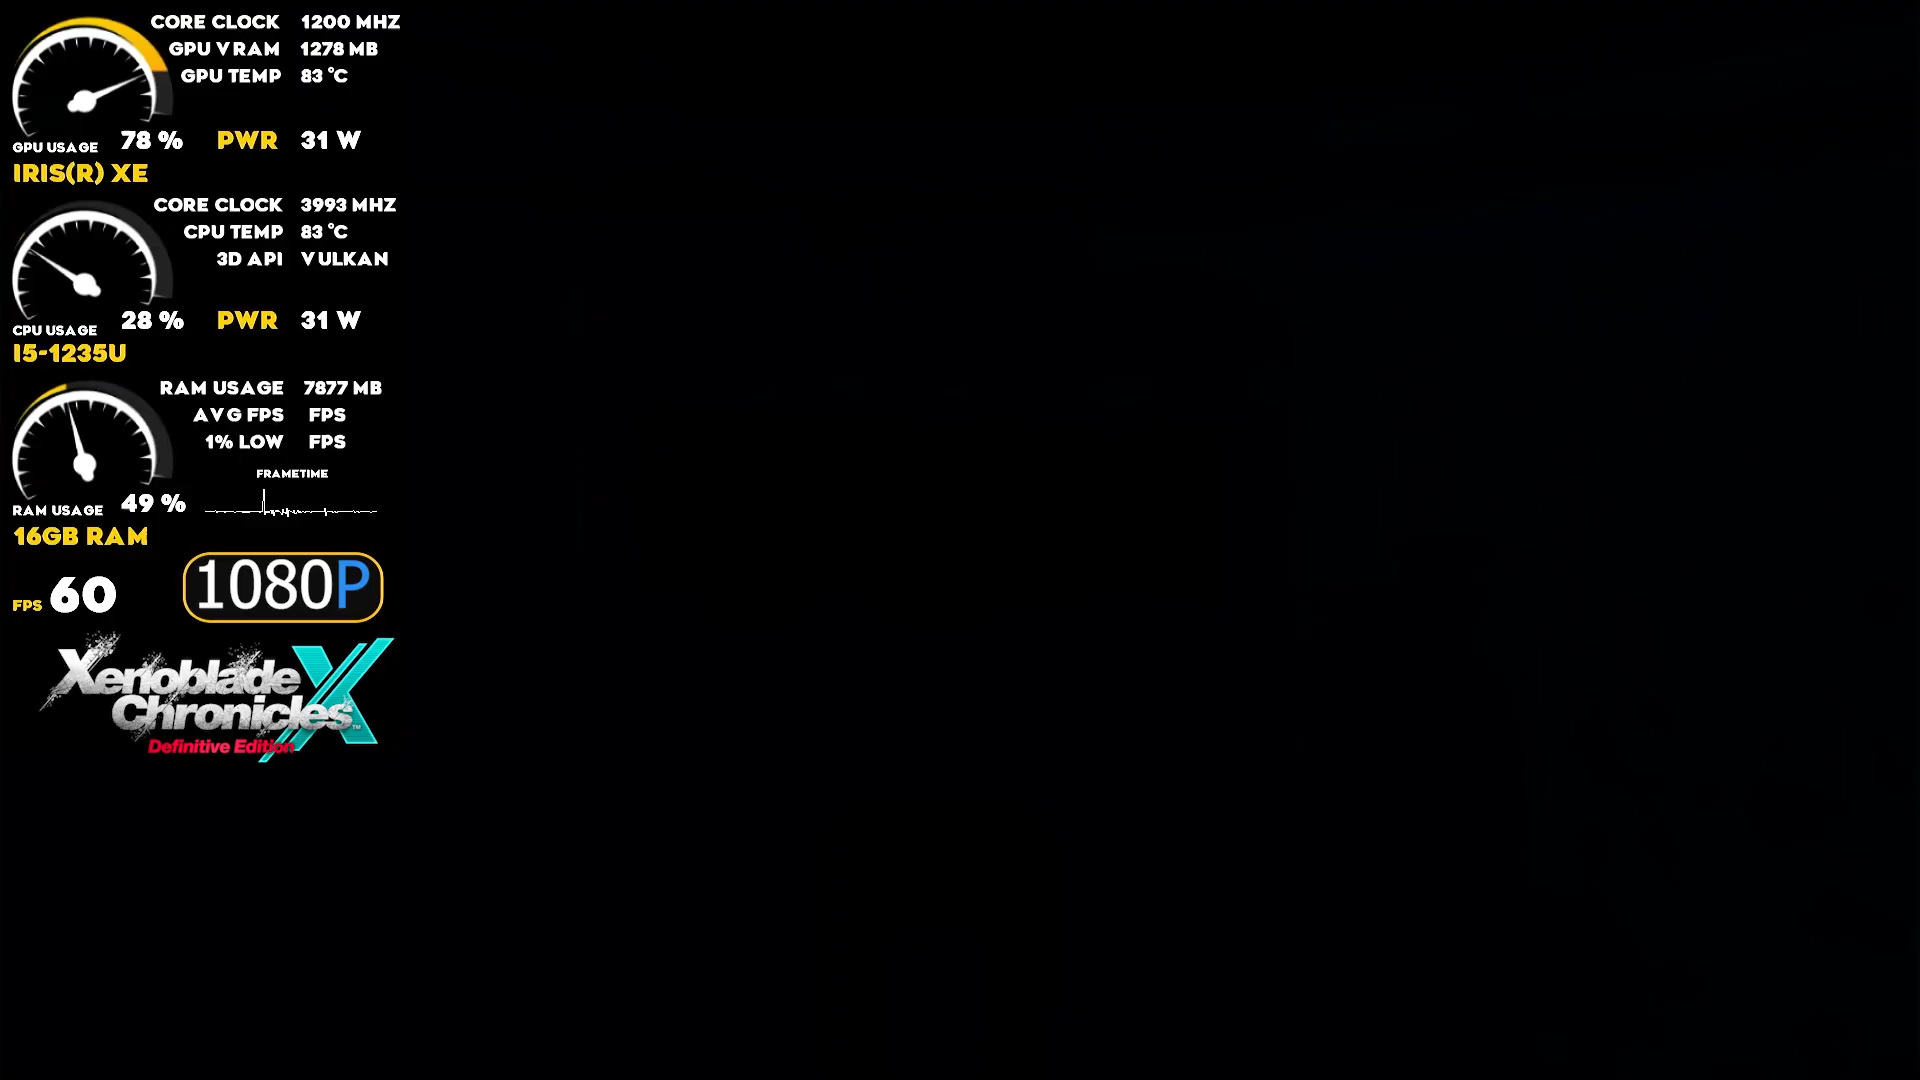 CORE CLOCK 1200 MHZ
GPU VRAM 1278 MB
GPU TEMP 83 °C
GPU USAGE 78 % PWR 31 W
IRIS(R) XE
CORE CLOCK 3993 MHZ
CPU TEMP 83 °C
3D API VULKAN
CPU USAGE 28 % PWR 31 W
I5-1235U
RAM USAGE 7877 MB
AVG FPS FPS
1% LOW FPS
FRAMETIME
RAM USAGE 49 %
16GB RAM
FPS 60 1080P
Xenoblade
Chronicles X™
Definitive Edition